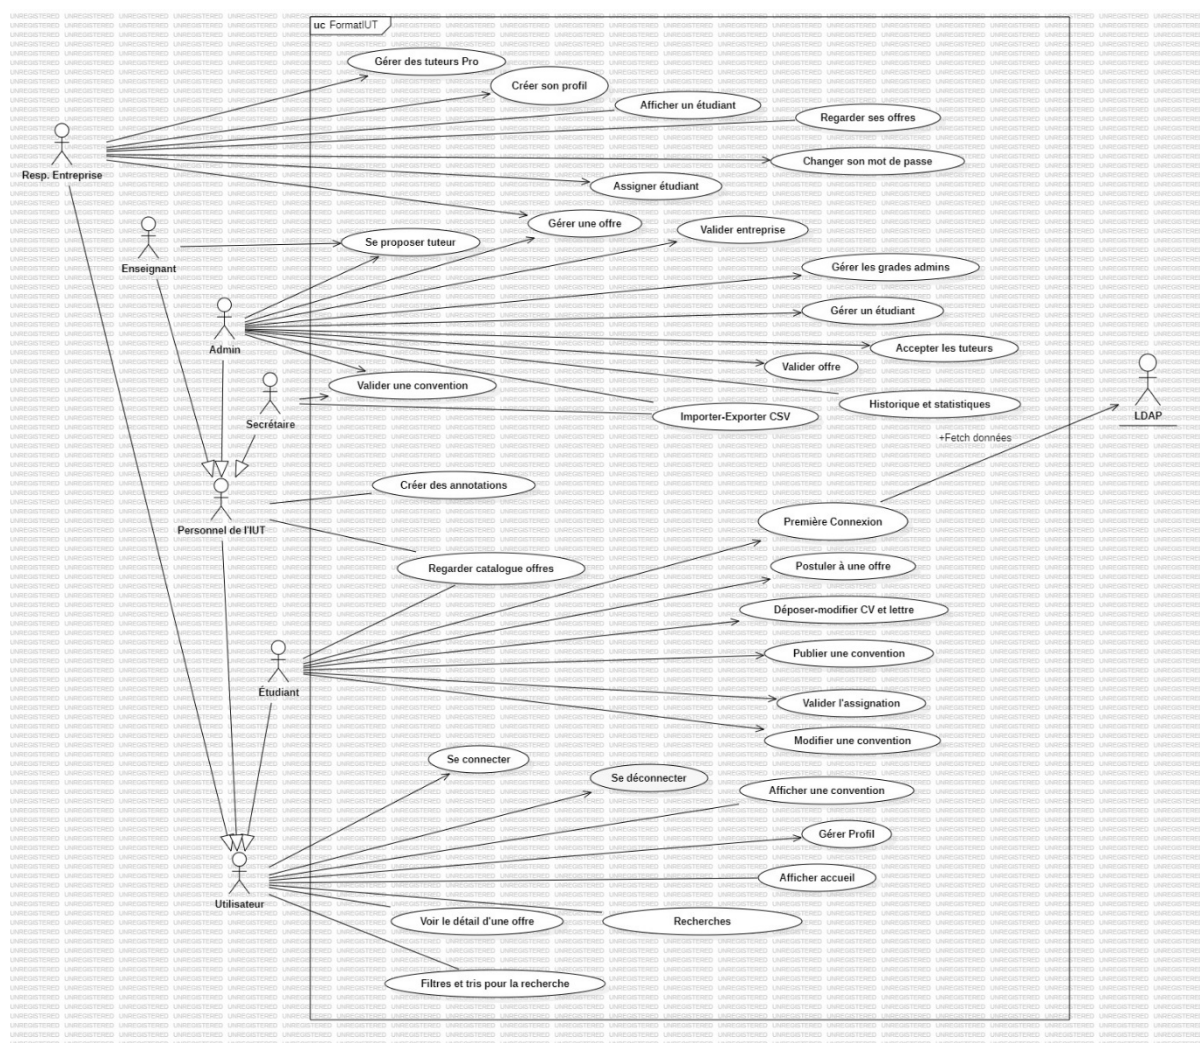 uc FormatIUT
Gérer des tuteurs Pro
Créer son profil
Afficher un étudiant
Regarder ses offres
Resp. Entreprise
Changer son mot de passe
Assigner étudiant
Gérer une offre
Valider entreprise
Se proposer tuteur
Enseignant
Gérer les grades admins
Gérer un étudiant
Admin
Accepter les tuteurs
Valider offre
Valider une convention
Historique et statistiques
Importer-Exporter CSV
Secrétaire
LDAP
+Fetch données
Créer des annotations
Personnel de l'IUT
Première Connexion
Regarder catalogue offres
Postuler à une offre
Déposer-modifier CV et lettre
Publier une convention
Étudiant
Valider l'assignation
Modifier une convention
Se connecter
Se déconnecter
Afficher une convention
Gérer Profil
Afficher accueil
Utilisateur
Voir le détail d'une offre
Recherches
Filtres et tris pour la recherche
UNREGISTERED